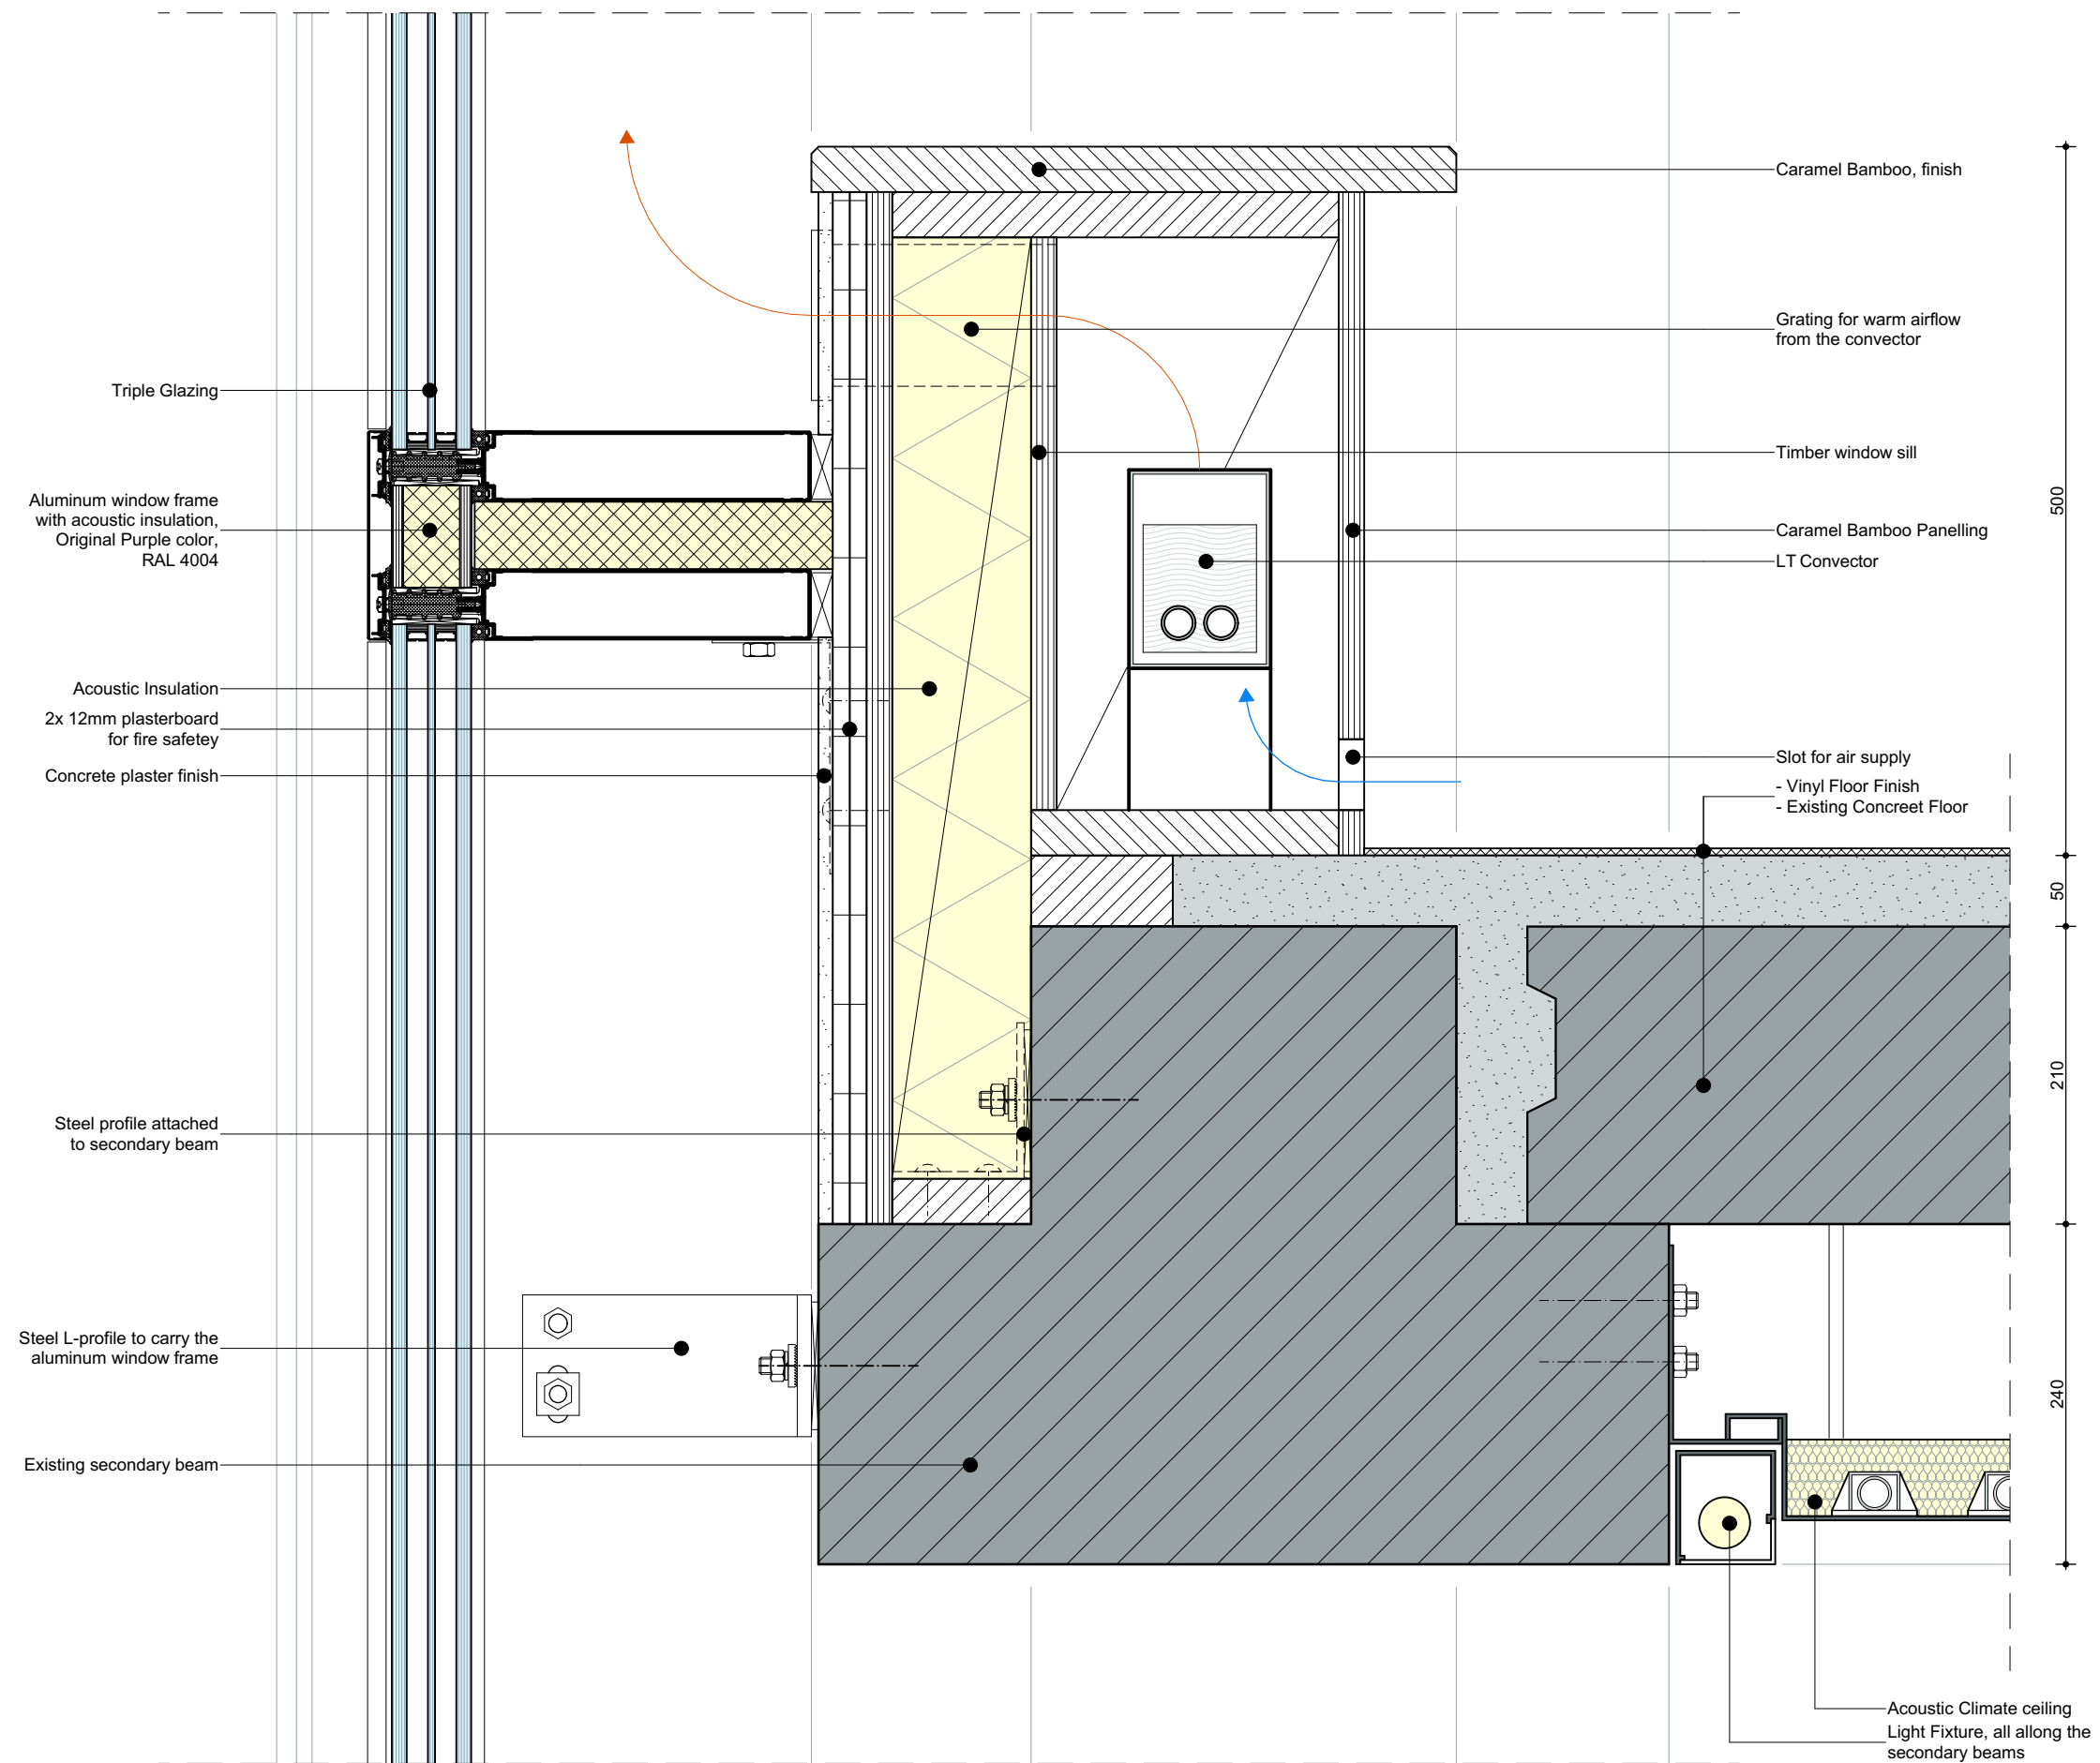 Caramel Bamboo, finish
Grating for warm airflow
from the convector
Triple Glazing
Timber window sill
Aluminum window frame
with acoustic insulation,
Original Purple color,
RAL 4004
500
Caramel Bamboo Panelling
LT Convector
Acoustic Insulation
2x 12mm plasterboard
for fire safetey
Concrete plaster finish
Slot for air supply
- Vinyl Floor Finish
- Existing Concreet Floor
50
210
Steel profile attached
to secondary beam
Steel L-profile to carry the
aluminum window frame
240
Existing secondary beam
Acoustic Climate ceiling
Light Fixture, all allong the
secondary beams